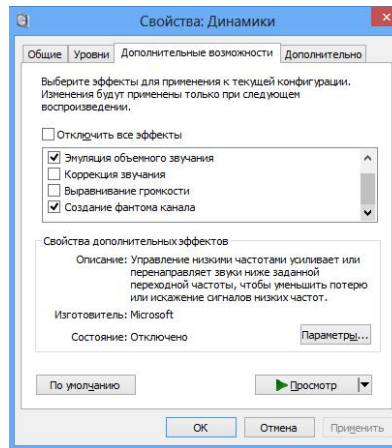 Свойства: Динамики
Общие Уровни Дополнительные возможности Дополнительно
Выберите эффекты для применения к текущей конфигурации.
Изменения будут применены только при следующем
воспроизведении.
Отключить все эффекты
Эмуляция объемного звучания
Коррекция звучания
Выравнивание громкости
Создание фантома канала
Свойства дополнительных эффектов
Описание: Управление низкими частотами усиливает или
перенаправляет звуки ниже заданной
переходной частоты, чтобы уменьшить потерю
или искажение сигналов низких частот.
Изготовитель: Microsoft
Состояние: Отключено
Параметры...
По умолчанию
Просмотр
ОК
Отмена
Применить